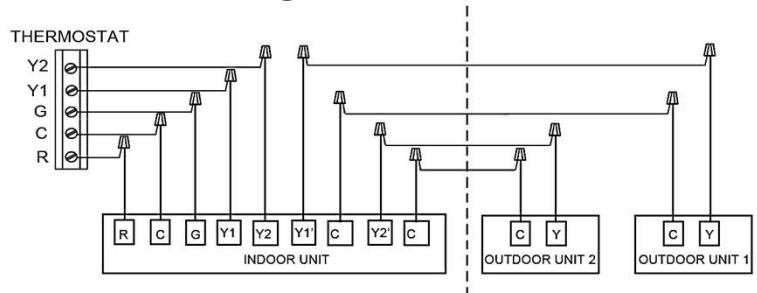 THERMOSTAT
Y2
Y1
G
C
R
R C G Y1 Y2 Y1' C Y2' C
INDOOR UNIT
C Y
OUTDOOR UNIT 2
C Y
OUTDOOR UNIT 1